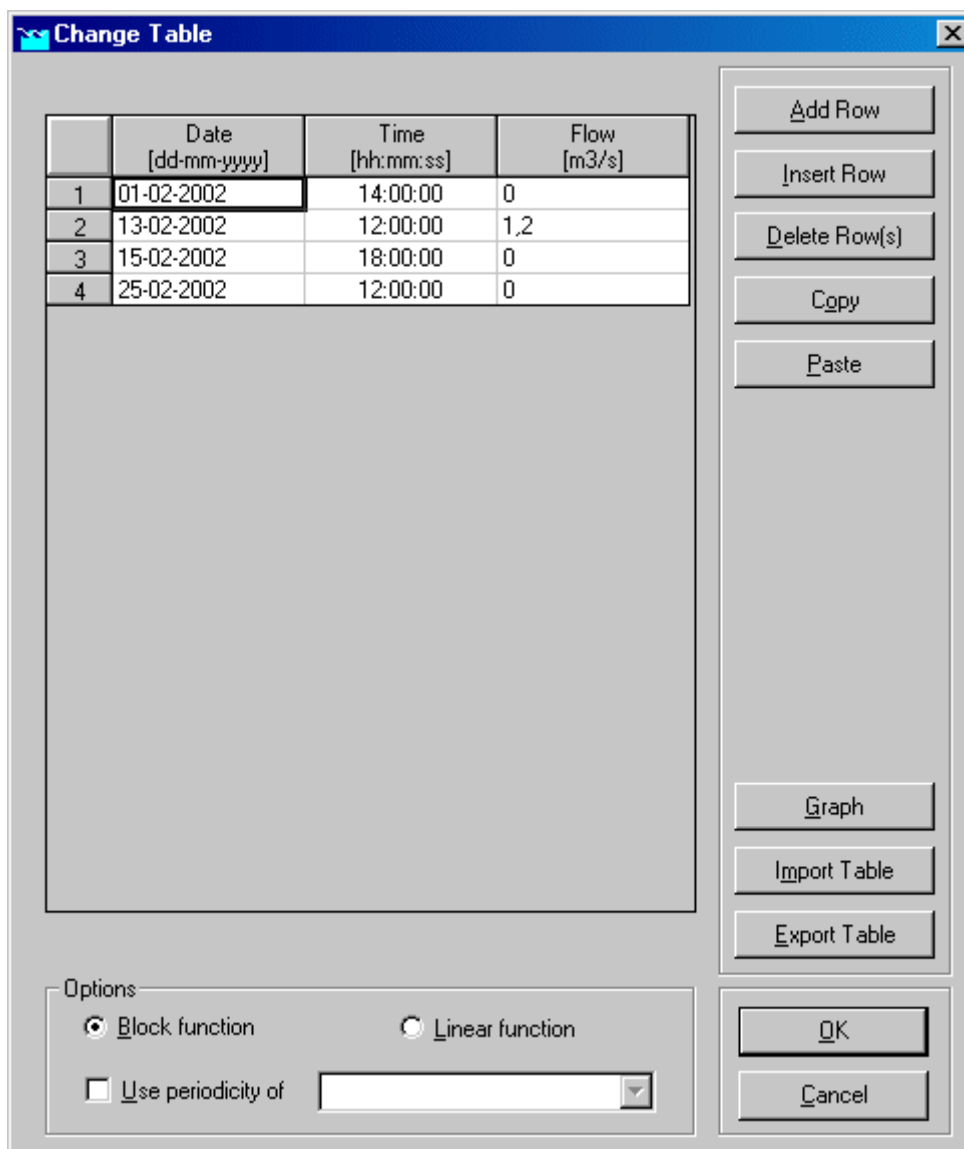 Change Table
Date Time Flow
[dd-mm-yyyy] [hh:mm:ss] [m3/s]
1 01-02-2002 14:00:00 0
2 13-02-2002 12:00:00 1,2
3 15-02-2002 18:00:00 0
4 25-02-2002 12:00:00 0
Add Row
Insert Row
Delete Row(s)
Copy
Paste
Graph
Import Table
Export Table
Options
Block function Linear function
Use periodicity of
OK
Cancel